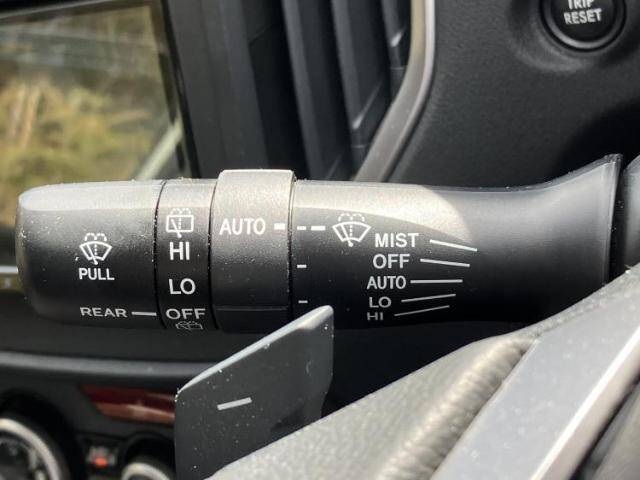 TRIP
RESET
PULL
REAR
HI
LO
OFF
AUTO
MIST
OFF
AUTO
LO
HI